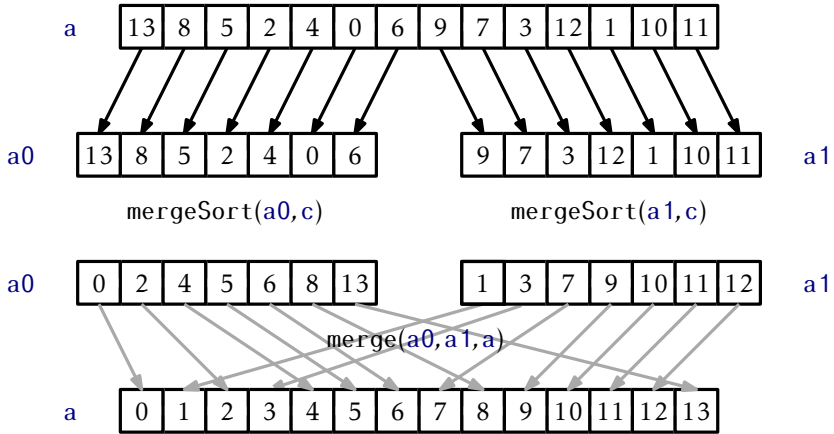 a 13 8 5 2 4 0 6 9 7 3 12 1 10 11
a0 13 8 5 2 4 0 6 9 7 3 12 1 10 11 a1
mergeSort(a0,c) mergeSort(a1,c)
a0 0 2 4 5 6 8 13 1 3 7 9 10 11 12 a1
merge(a0,a1,a)
a 0 1 2 3 4 5 6 7 8 9 10 11 12 13